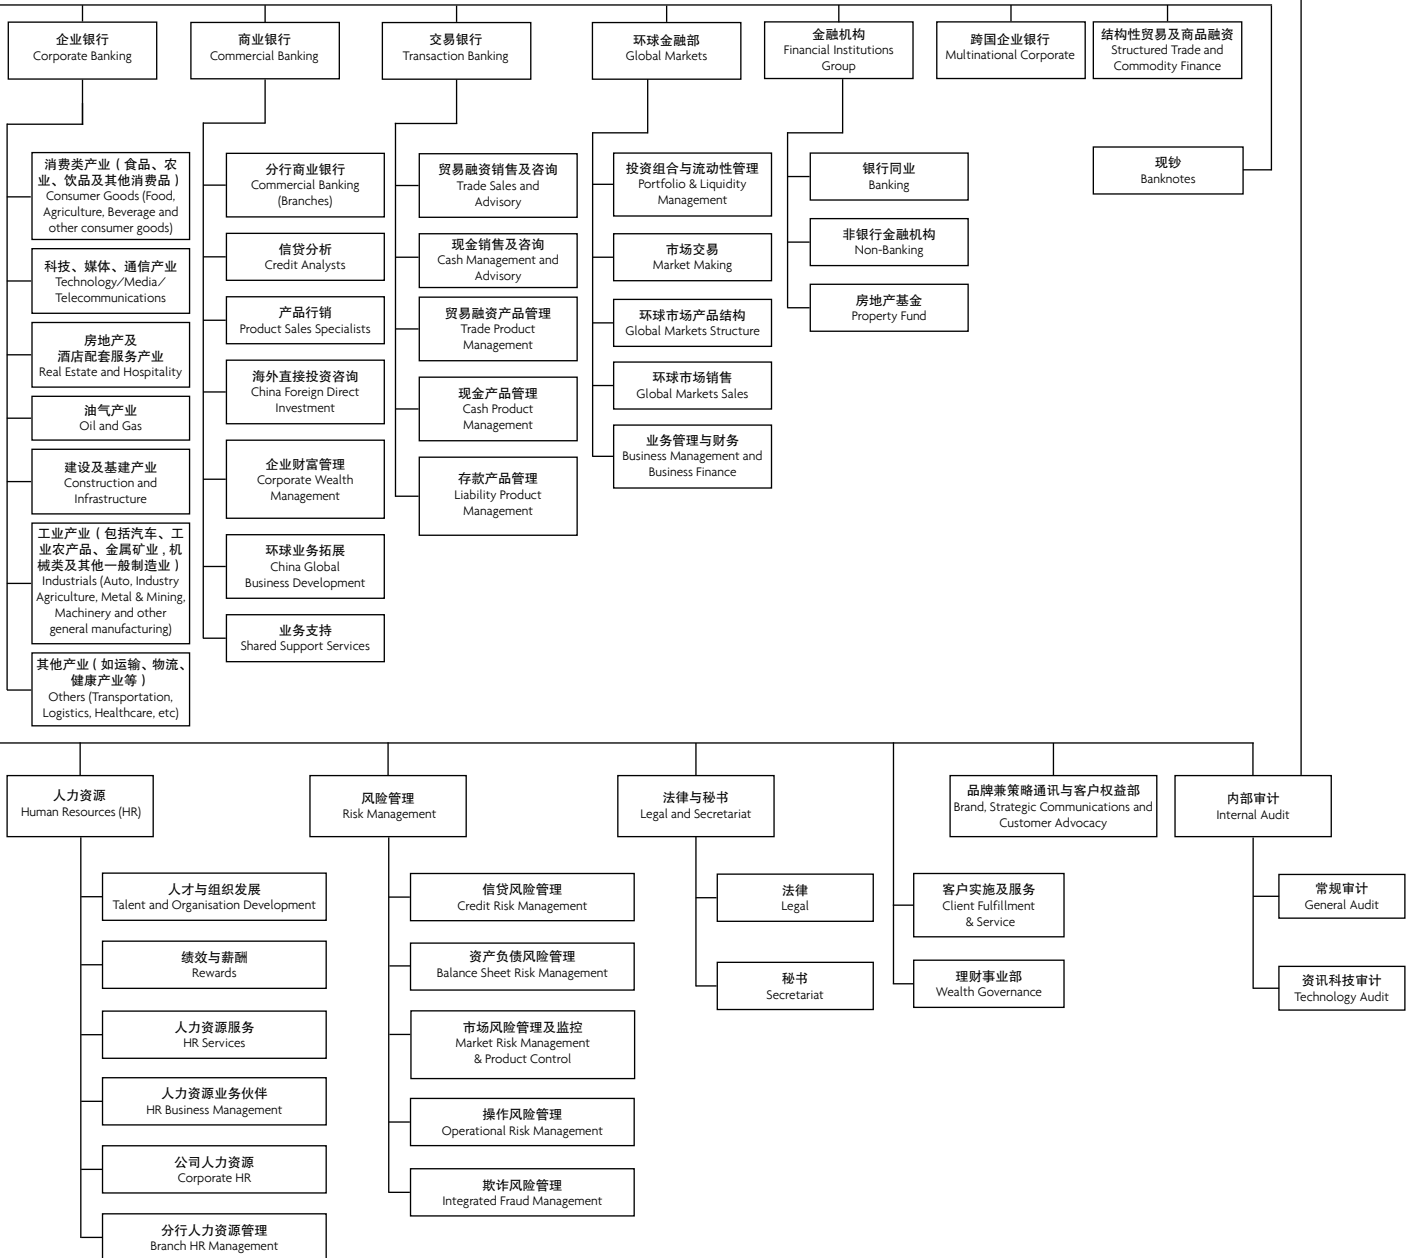 企业银行
Corporate Banking
商业银行
Commercial Banking
交易银行
Transaction Banking
环球金融部
Global Markets
金融机构
Financial Institutions
Group
跨国企业银行
Multinational Corporate
结构性贸易及商品融资
Structured Trade and
Commodity Finance
消费类产业（食品、农
业、饮品及其他消费品）
Consumer Goods (Food,
Agriculture, Beverage and
other consumer goods)
科技、媒体、通信产业
Technology/Media/
Telecommunications
房地产及
酒店配套服务产业
Real Estate and Hospitality
油气产业
Oil and Gas
建设及基建产业
Construction and
Infrastructure
工业产业（包括汽车、工
业农产品、金属矿业，机
械类及其他一般制造业）
Industrials (Auto, Industry
Agriculture, Metal & Mining,
Machinery and other
general manufacturing)
其他产业（如运输、物流、
健康产业等）
Others (Transportation,
Logistics, Healthcare, etc)
分行商业银行
Commercial Banking
(Branches)
信贷分析
Credit Analysts
产品行销
Product Sales Specialists
海外直接投资咨询
China Foreign Direct
Investment
企业财富管理
Corporate Wealth
Management
环球业务拓展
China Global
Business Development
业务支持
Shared Support Services
贸易融资销售及咨询
Trade Sales and
Advisory
现金销售及咨询
Cash Management and
Advisory
贸易融资产品管理
Trade Product
Management
现金产品管理
Cash Product
Management
存款产品管理
Liability Product
Management
投资组合与流动性管理
Portfolio & Liquidity
Management
市场交易
Market Making
环球市场产品结构
Global Markets Structure
环球市场销售
Global Markets Sales
业务管理与财务
Business Management and
Business Finance
银行同业
Banking
非银行金融机构
Non-Banking
房地产基金
Property Fund
现钞
Banknotes
人力资源
Human Resources (HR)
人才与组织发展
Talent and Organisation Development
绩效与薪酬
Rewards
人力资源服务
HR Services
人力资源业务伙伴
HR Business Management
公司人力资源
Corporate HR
分行人力资源管理
Branch HR Management
风险管理
Risk Management
信贷风险管理
Credit Risk Management
资产负债风险管理
Balance Sheet Risk Management
市场风险管理及监控
Market Risk Management
& Product Control
操作风险管理
Operational Risk Management
欺诈风险管理
Integrated Fraud Management
法律与秘书
Legal and Secretariat
法律
Legal
秘书
Secretariat
品牌兼策略通讯与客户权益部
Brand, Strategic Communications and
Customer Advocacy
客户实施及服务
Client Fulfillment
& Service
理财事业部
Wealth Governance
内部审计
Internal Audit
常规审计
General Audit
资讯科技审计
Technology Audit